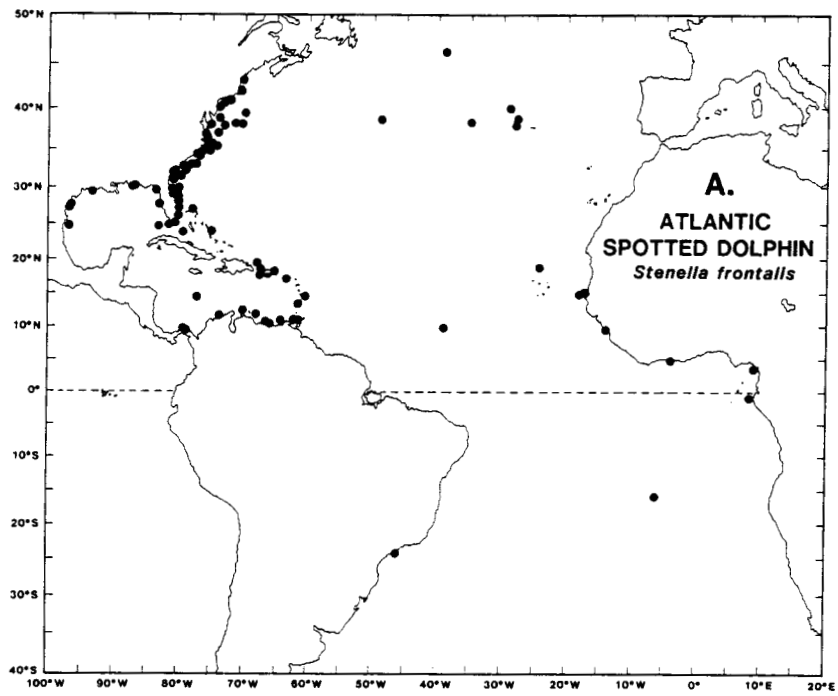 50°N
40°N
30°N
20°N
10°N
0°
10°S
20°S
30°S
40°S
100°W 90°W 80°W 70°W 60°W 50°W 40°W 30°W 20°W 10°W 0° 10°E 20°E
A.
ATLANTIC
SPOTTED DOLPHIN
Stenella frontalis